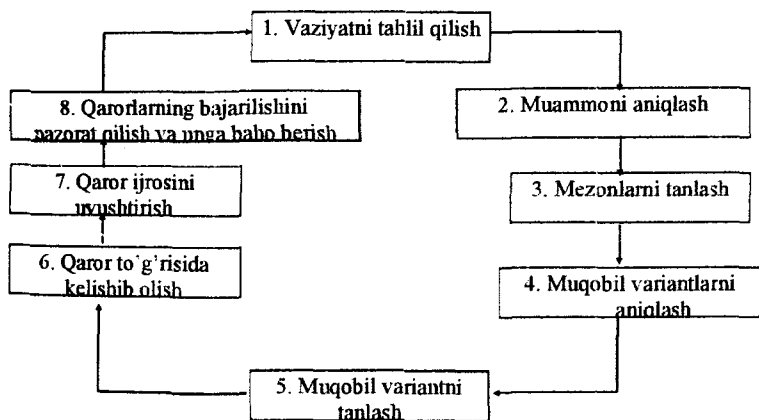 1. Vaziyatni tahlil qilish
2. Muammoni aniqlash
3. Mezonlarni tanlash
4. Muqobil variantlarni
aniqlash
5. Muqobil variantni
tanlash
6. Qaror to`g`risida
kelishib olish
7. Qaror ijrosini
uyushtirish
8. Qarorlarning bajarilishini
nazorat qilish va unga baho berish